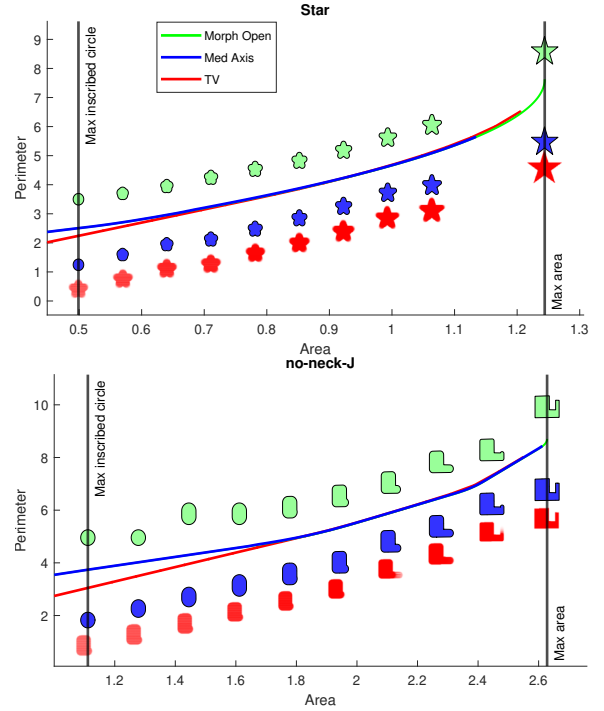 Star
Morph Open
Med Axis
TV
Max inscribed circle
Max area
Perimeter
9
8
7
6
5
4
3
2
1
0
0.5 0.6 0.7 0.8 0.9 1 1.1 1.2 1.3
Area
no-neck-J
Max inscribed circle
Max area
Perimeter
10
8
6
4
2
1.2 1.4 1.6 1.8 2 2.2 2.4 2.6
Area